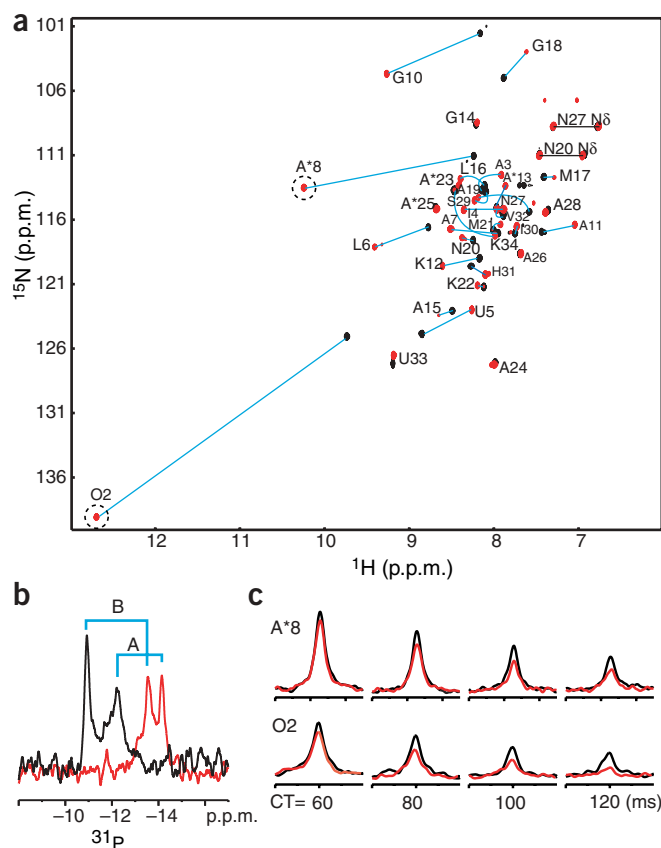 a
101
106
111
116
121
126
136
¹⁵N (p.p.m.)
G10
G18
G14
N27 Nδ
N20 Nδ
A*8
L16
A3
M17
A*23
A19
A*13
S29
N27
A*25
I4
V32
A28
A7
M21
I30
A11
L6
N20
K34
A26
K12
H31
K22
A15
U5
U33
A24
O2
12 11 10 9 8 7
¹H (p.p.m.)
b
B
A
–10 –12 –14 p.p.m.
³¹P
c
A*8
O2
CT= 60 80 100 120 (ms)